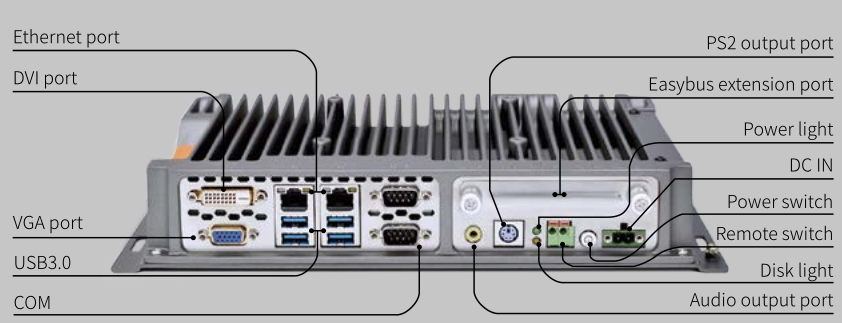 Ethernet port
DVI port
VGA port
USB3.0
COM
PS2 output port
Easybus extension port
Power light
DC IN
Power switch
Remote switch
Disk light
Audio output port